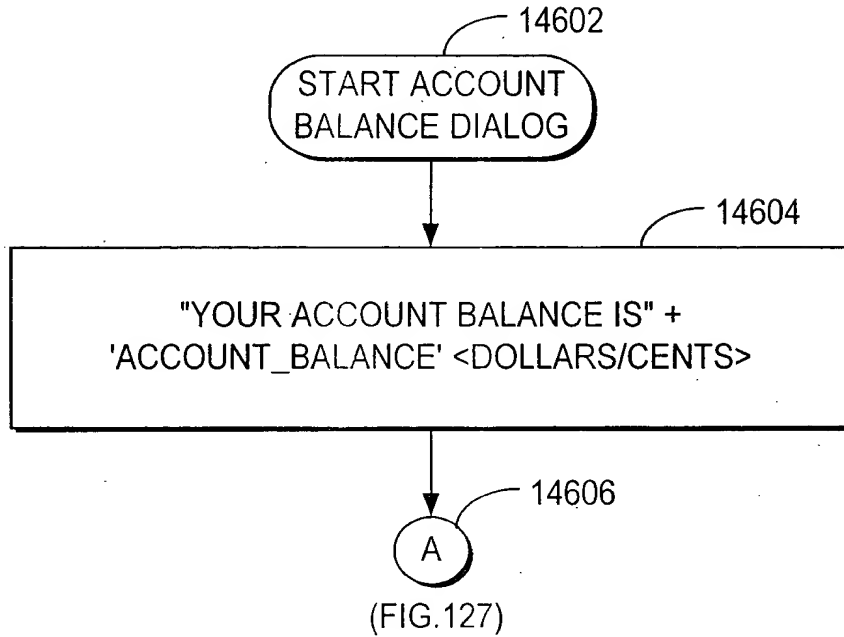 14602
START ACCOUNT
BALANCE DIALOG
14604
"YOUR ACCOUNT BALANCE IS" +
'ACCOUNT_BALANCE' <DOLLARS/CENTS>
14606
A
(FIG.127)